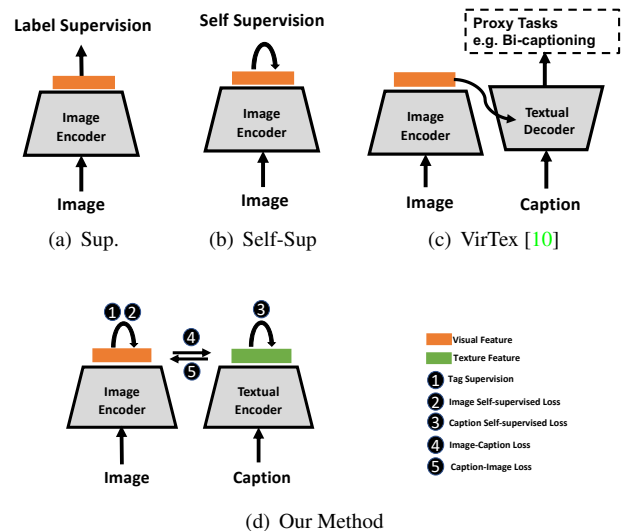 Label Supervision
Image
Encoder
Image
(a) Sup.
Self Supervision
Image
Encoder
Image
(b) Self-Sup
Proxy Tasks
e.g. Bi-captioning
Image
Encoder
Textual
Decoder
Image
Caption
(c) VirTex [10]
1 2
3
4
5
Image
Encoder
Textual
Encoder
Image
Caption
Visual Feature
Texture Feature
1 Tag Supervision
2 Image Self-supervised Loss
3 Caption Self-supervised Loss
4 Image-Caption Loss
5 Caption-Image Loss
(d) Our Method